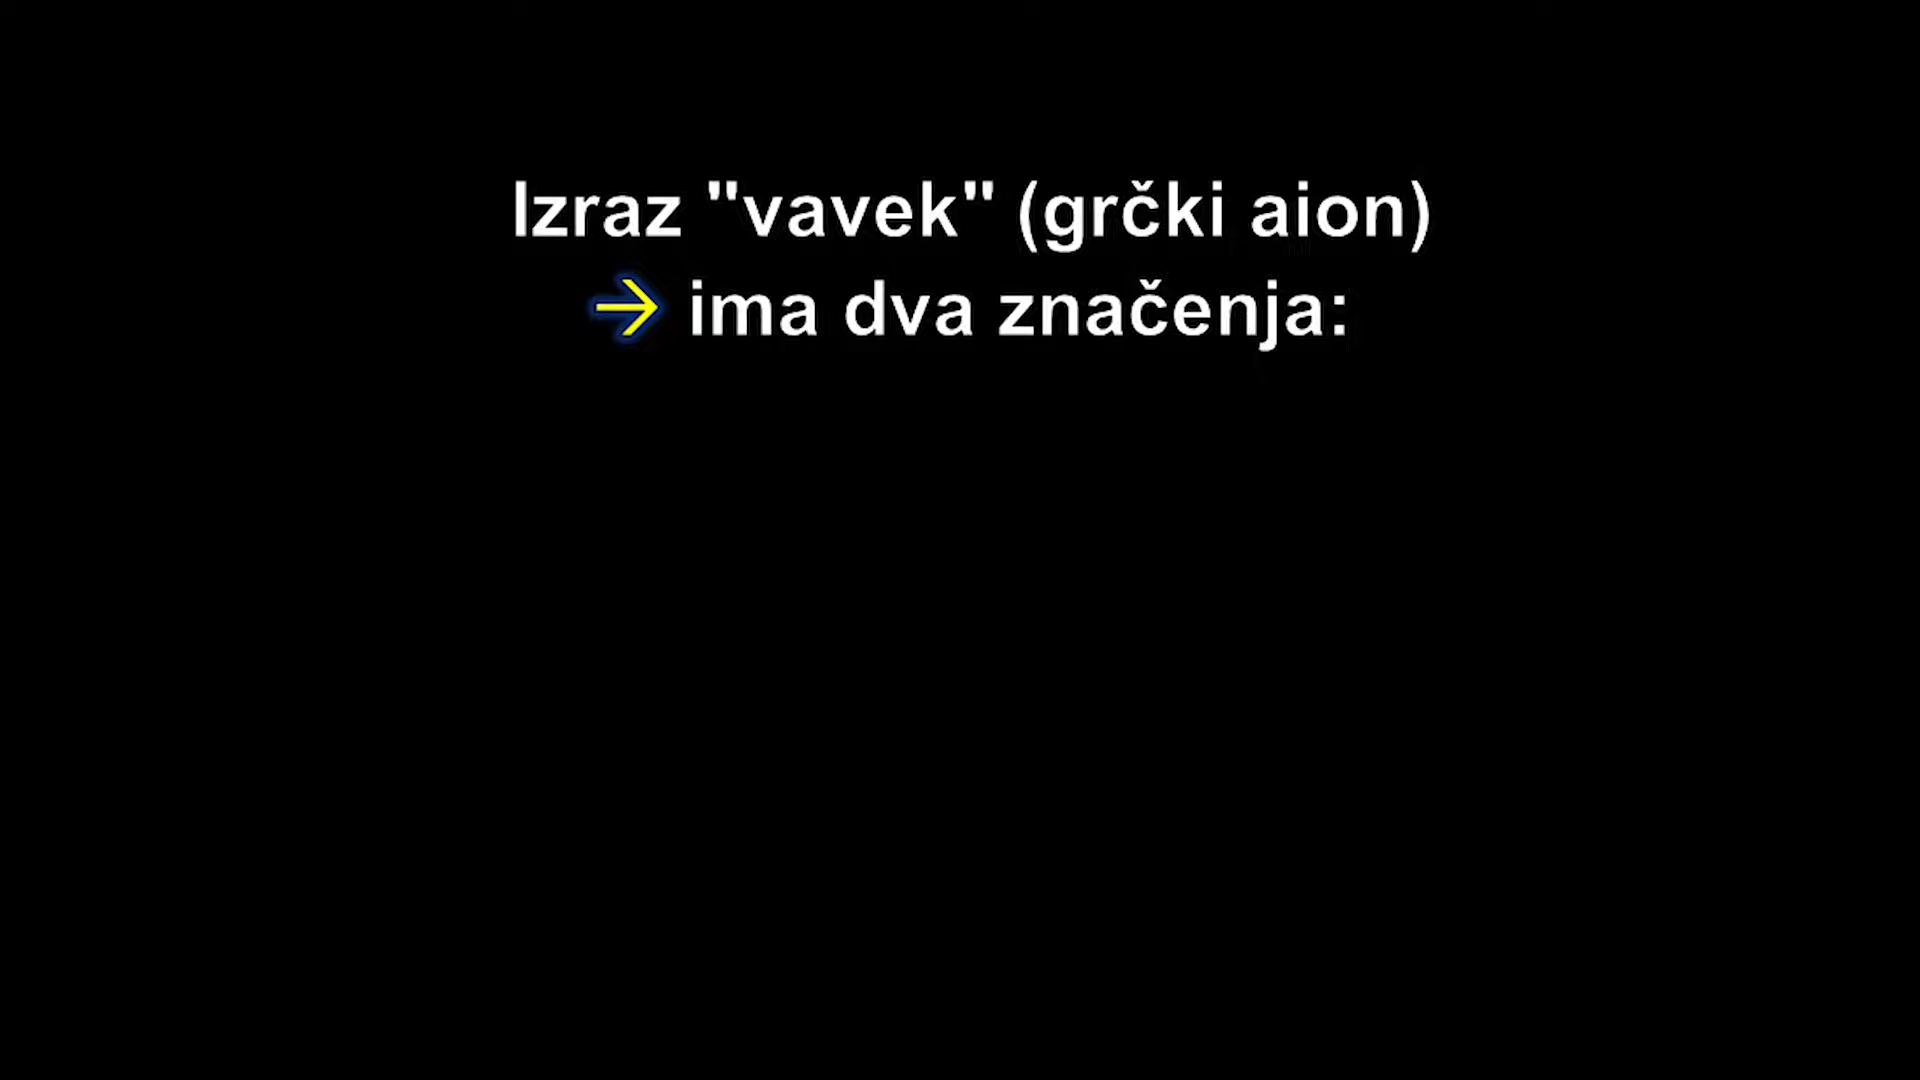 Izraz "vavek" (grčki aion)
→ ima dva značenja: